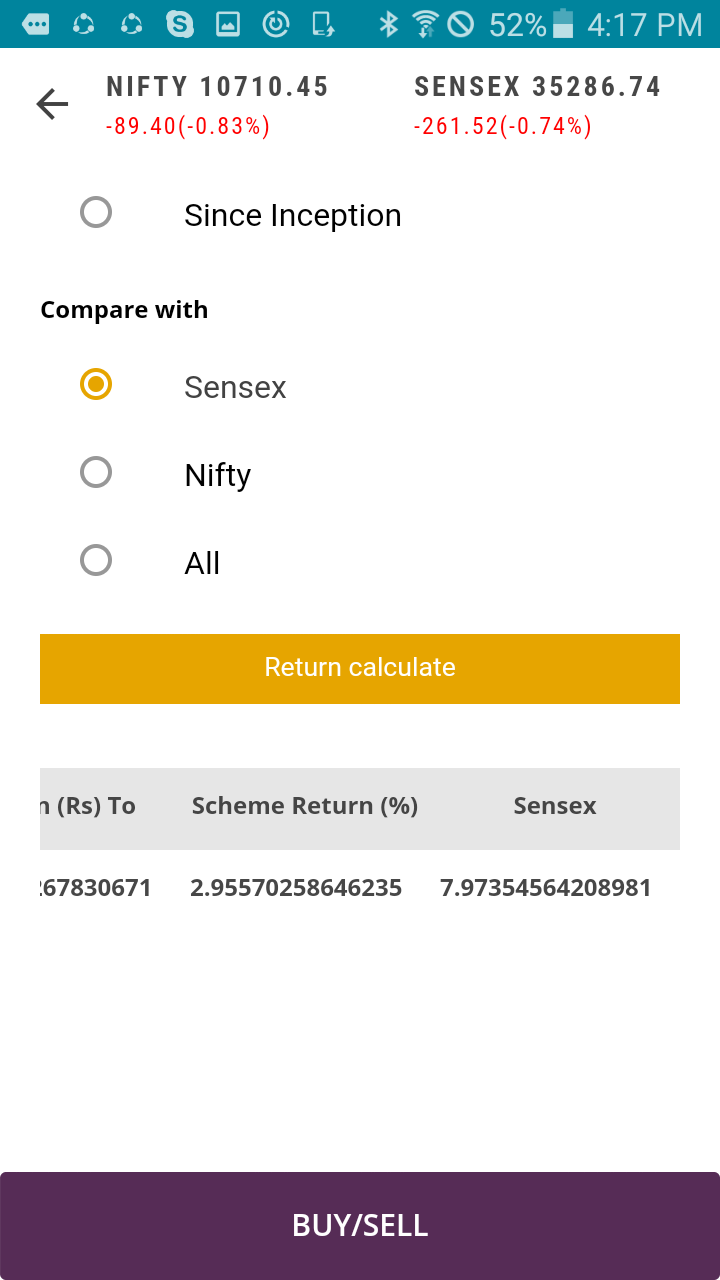 52% 4:17 PM
NIFTY 10710.45 SENSEX 35286.74
-89.40(-0.83%) -261.52(-0.74%)
Since Inception
Compare with
Sensex
Nifty
All
Return calculate
(Rs) To Scheme Return (%) Sensex
67830671 2.95570258646235 7.97354564208981
BUY/SELL